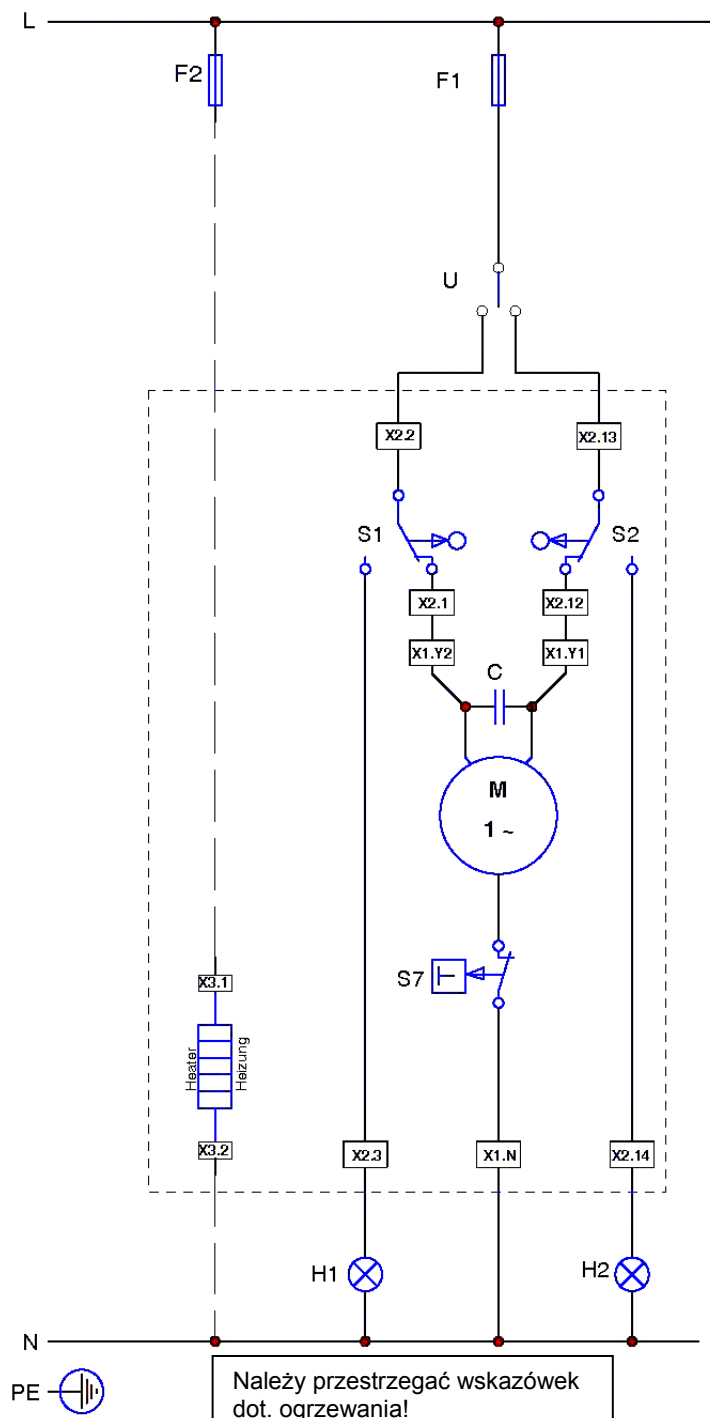 L
F2
F1
U
X2.2
X2.13
S1
S2
X2.1
X2.12
X1.Y2
X1.Y1
C
M
1 ~
S7
X3.1
Heater
Heizung
X3.2
X2.3
X1.N
X2.14
H1
H2
N
PE
Należy przestrzegać wskazówek
dot. ogrzewania!